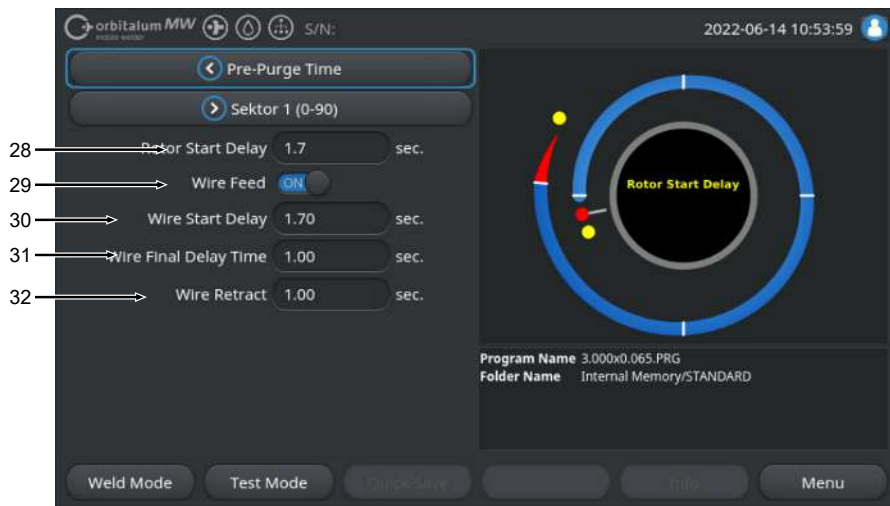 orbitalum MW S/N: 2022-06-14 10:53:59
mobile welder
Pre-Purge Time
Sektor 1 (0-90)
28 Rotor Start Delay 1.7 sec.
29 Wire Feed ON
30 Wire Start Delay 1.70 sec.
31 Wire Final Delay Time 1.00 sec.
32 Wire Retract 1.00 sec.
Rotor Start Delay
Program Name 3.000x0.065.PRG
Folder Name Internal Memory/STANDARD
Weld Mode Test Mode Quick Save Info Menu